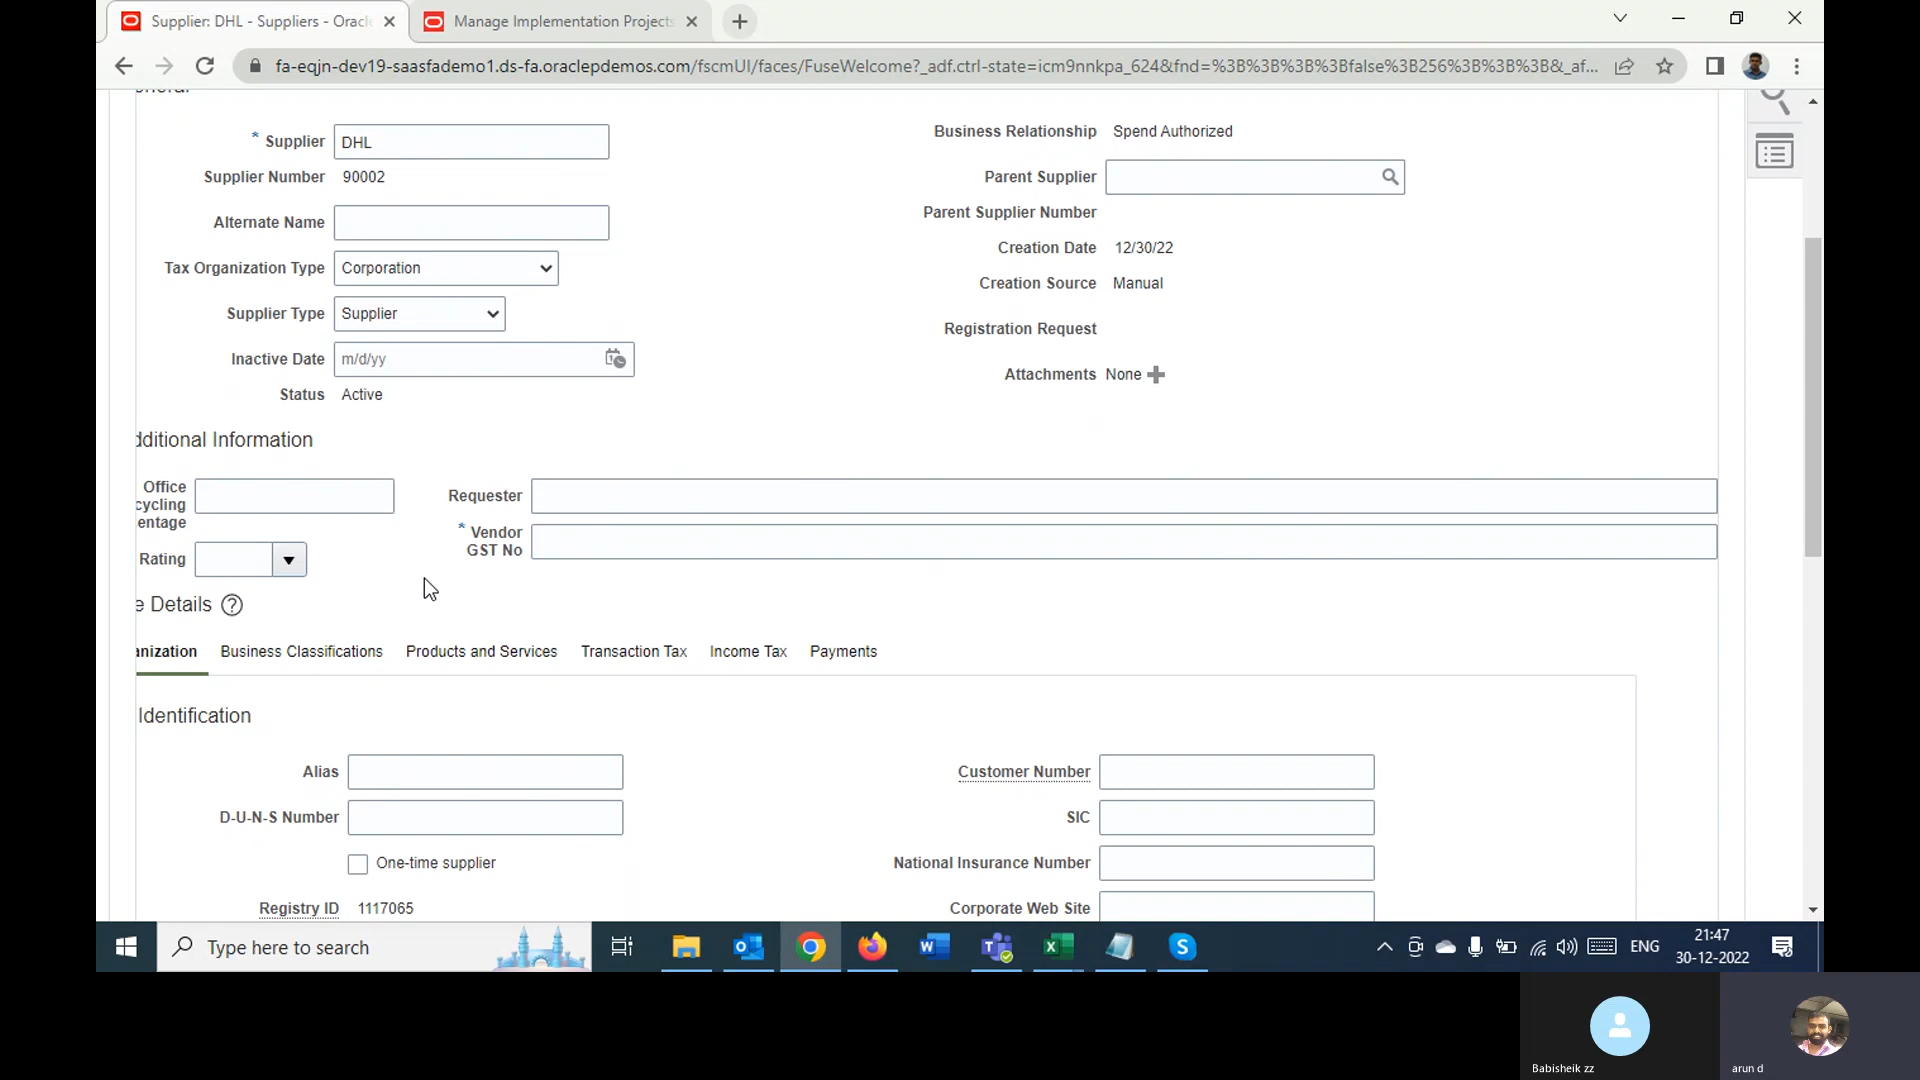 Supplier: DHL - Suppliers - Oracle
Manage Implementation Projects
fa-eqjn-dev19-saasfademo1.ds-fa.oraclepdemos.com/fscmUI/faces/FuseWelcome?_adf.ctrl-state=icm9nnkpa_624&fnd=%3B%3B%3B%3Bfalse%3B256%3B%3B%3B&_af...
* Supplier DHL
Business Relationship Spend Authorized
Supplier Number 90002
Parent Supplier
Alternate Name
Parent Supplier Number
Tax Organization Type Corporation
Creation Date 12/30/22
Supplier Type Supplier
Creation Source Manual
Inactive Date m/d/yy
Registration Request
Status Active
Attachments None
dditional Information
Office
cycling
entage
Requester
* Vendor
GST No
Rating
e Details ?
anization Business Classifications Products and Services Transaction Tax Income Tax Payments
Identification
Alias
Customer Number
D-U-N-S Number
SIC
One-time supplier
National Insurance Number
Registry ID 1117065
Corporate Web Site
Type here to search
ENG
21:47
30-12-2022
Babisheik zz
arun d